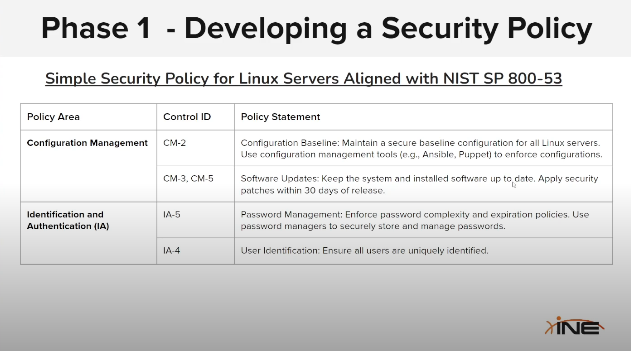 Phase 1 - Developing a Security Policy
Simple Security Policy for Linux Servers Aligned with NIST SP 800-53
Policy Area Control ID Policy Statement
Configuration Management CM-2 Configuration Baseline: Maintain a secure baseline configuration for all Linux servers.
Use configuration management tools (e.g., Ansible, Puppet) to enforce configurations.
CM-3, CM-5 Software Updates: Keep the system and installed software up to date. Apply security
patches within 30 days of release.
Identification and IA-5 Password Management: Enforce password complexity and expiration policies. Use
Authentication (IA) password managers to securely store and manage passwords.
IA-4 User Identification: Ensure all users are uniquely identified.
INE